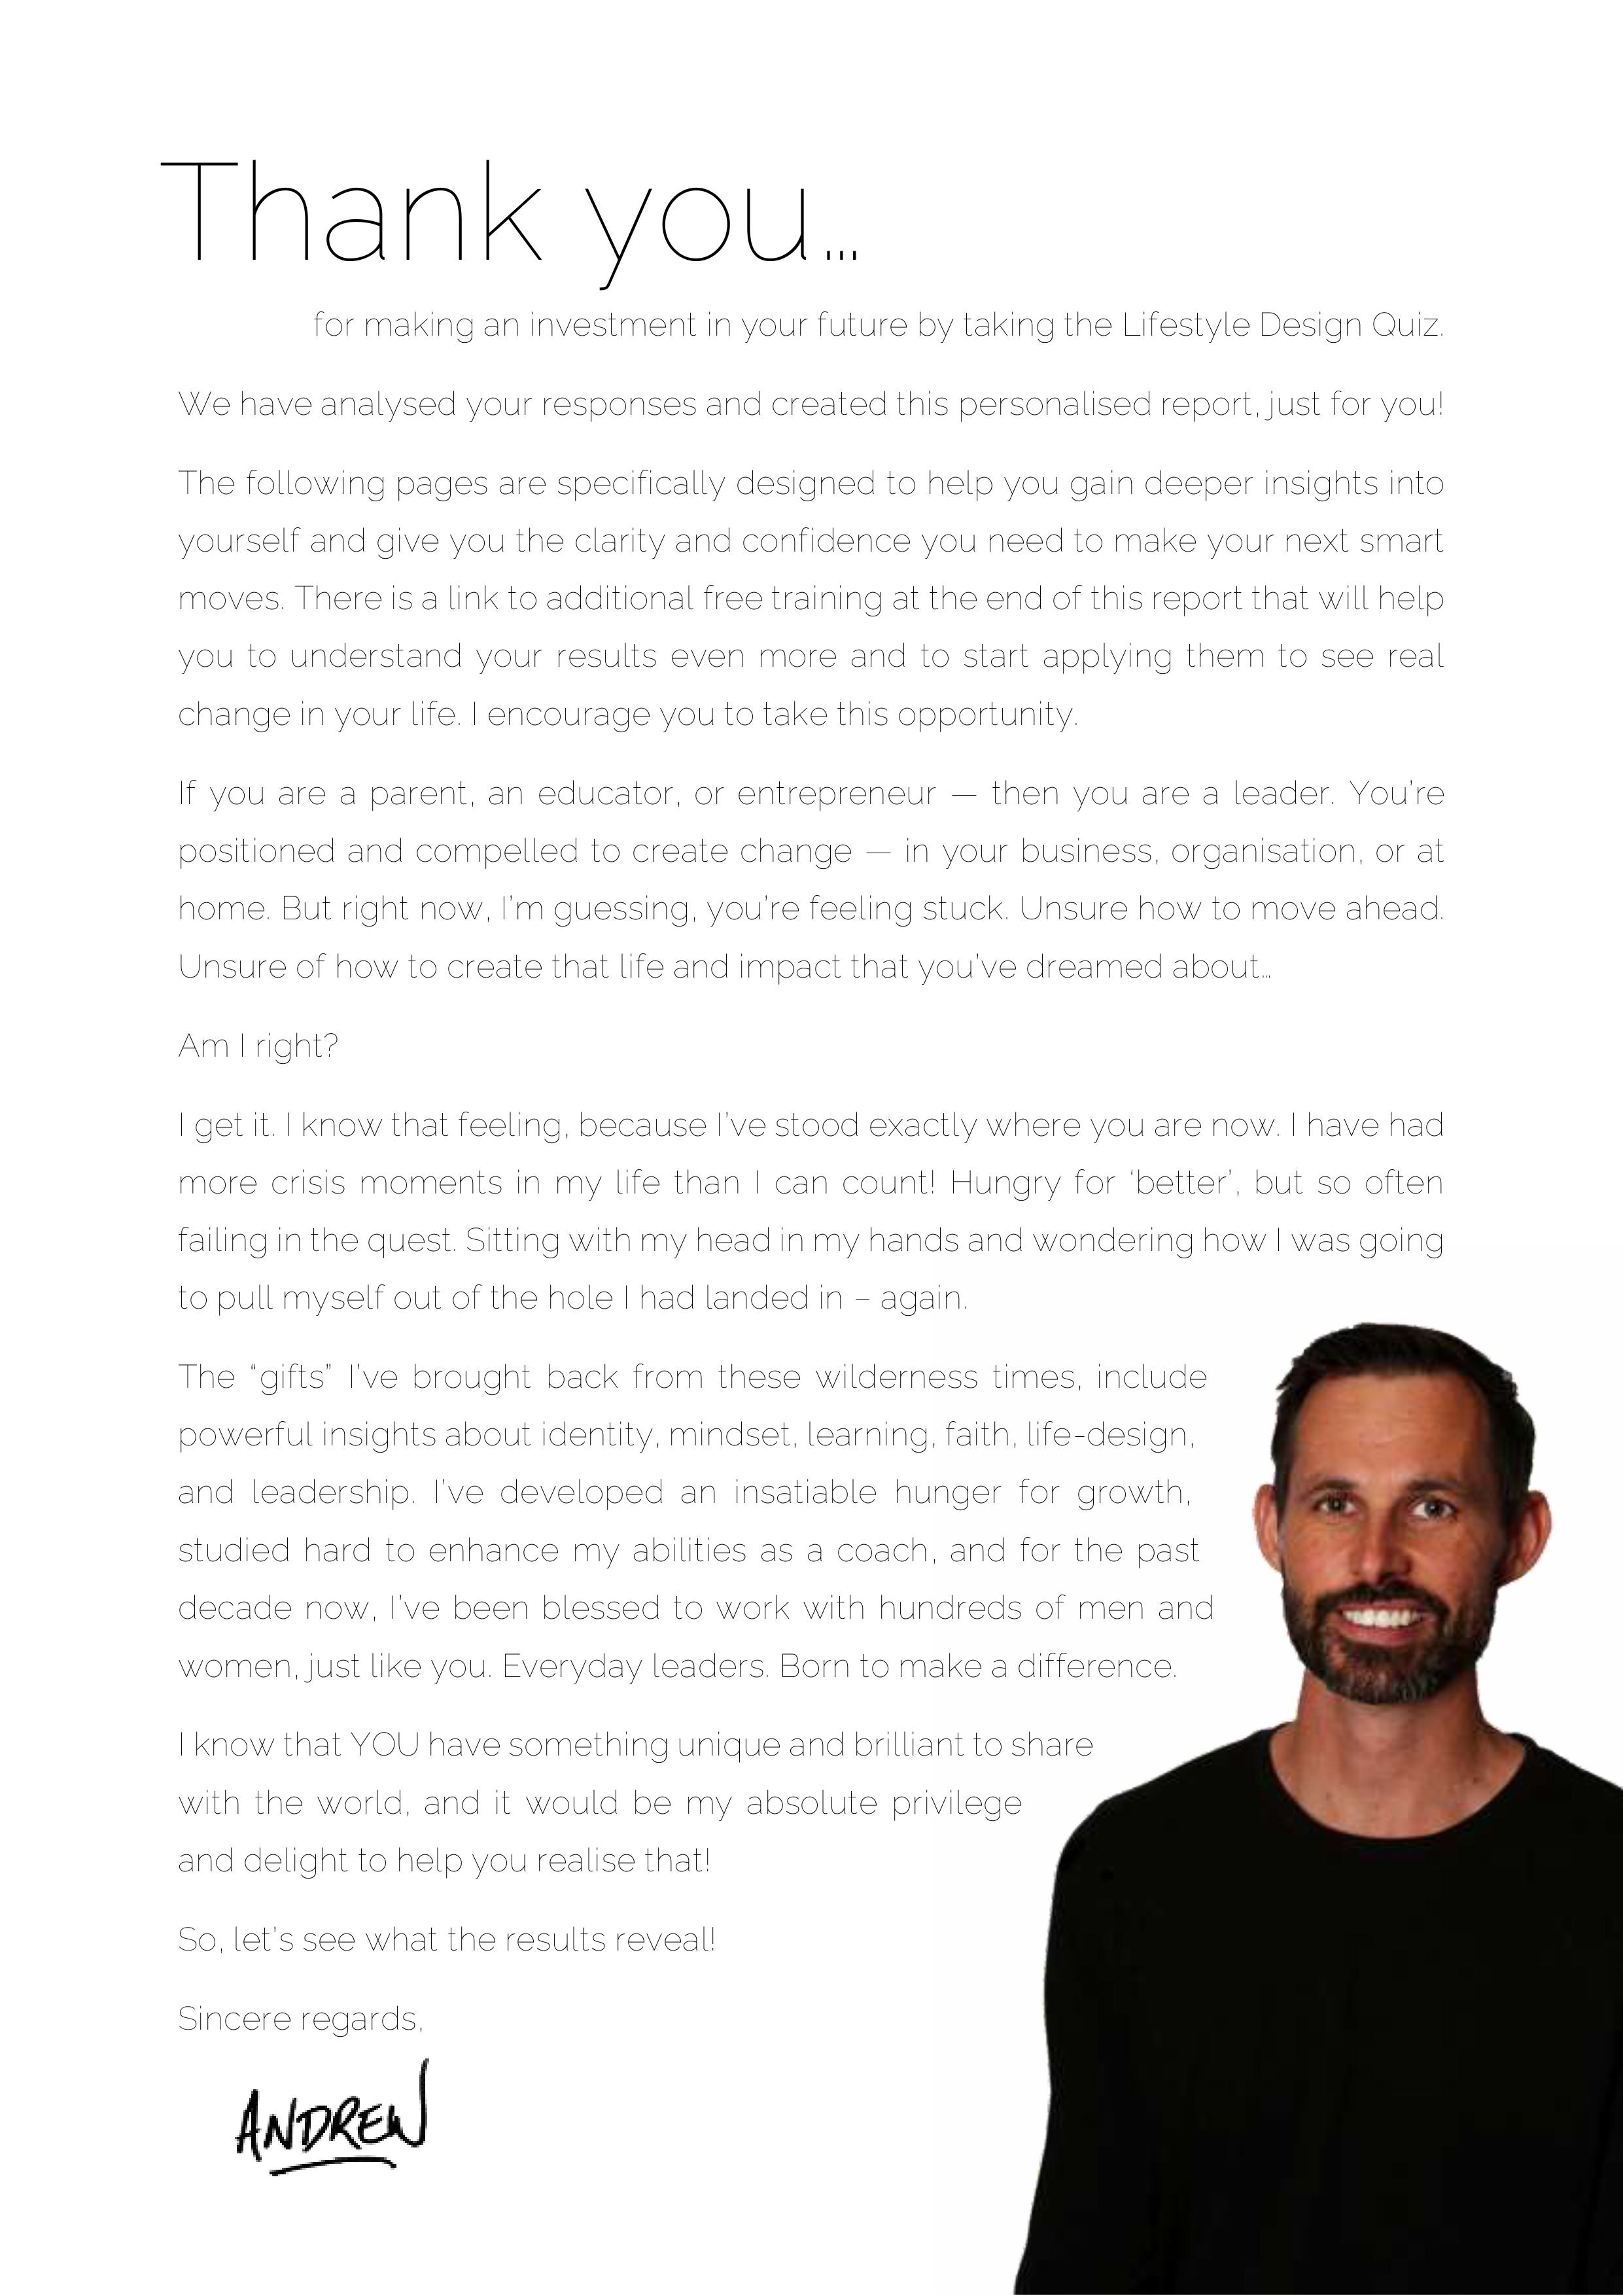 Thank you…
for making an investment in your future by taking the Lifestyle Design Quiz.
We have analysed your responses and created this personalised report, just for you!
The following pages are specifically designed to help you gain deeper insights into
yourself and give you the clarity and confidence you need to make your next smart
moves. There is a link to additional free training at the end of this report that will help
you to understand your results even more and to start applying them to see real
change in your life. I encourage you to take this opportunity.
If you are a parent, an educator, or entrepreneur — then you are a leader. You’re
positioned and compelled to create change — in your business, organisation, or at
home. But right now, I’m guessing, you’re feeling stuck. Unsure how to move ahead.
Unsure of how to create that life and impact that you’ve dreamed about…
Am I right?
I get it. I know that feeling, because I’ve stood exactly where you are now. I have had
more crisis moments in my life than I can count! Hungry for ‘better’, but so often
failing in the quest. Sitting with my head in my hands and wondering how I was going
to pull myself out of the hole I had landed in – again.
The “gifts” I’ve brought back from these wilderness times, include
powerful insights about identity, mindset, learning, faith, life-design,
and leadership. I’ve developed an insatiable hunger for growth,
studied hard to enhance my abilities as a coach, and for the past
decade now, I’ve been blessed to work with hundreds of men and
women, just like you. Everyday leaders. Born to make a difference.
I know that YOU have something unique and brilliant to share
with the world, and it would be my absolute privilege
and delight to help you realise that!
So, let’s see what the results reveal!
Sincere regards,
ANDREW